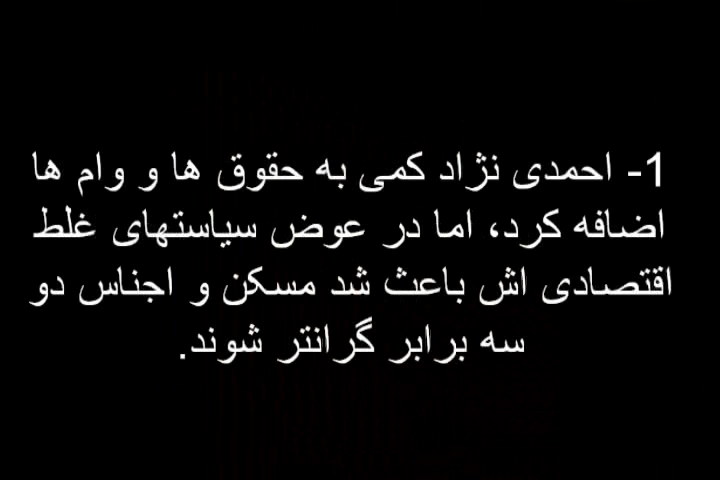 1- احمدی نژاد کمی به حقوق ها و وام ها
اضافه کرد، اما در عوض سیاستهای غلط
اقتصادی اش باعث شد مسکن و اجناس دو
سه برابر گرانتر شوند.